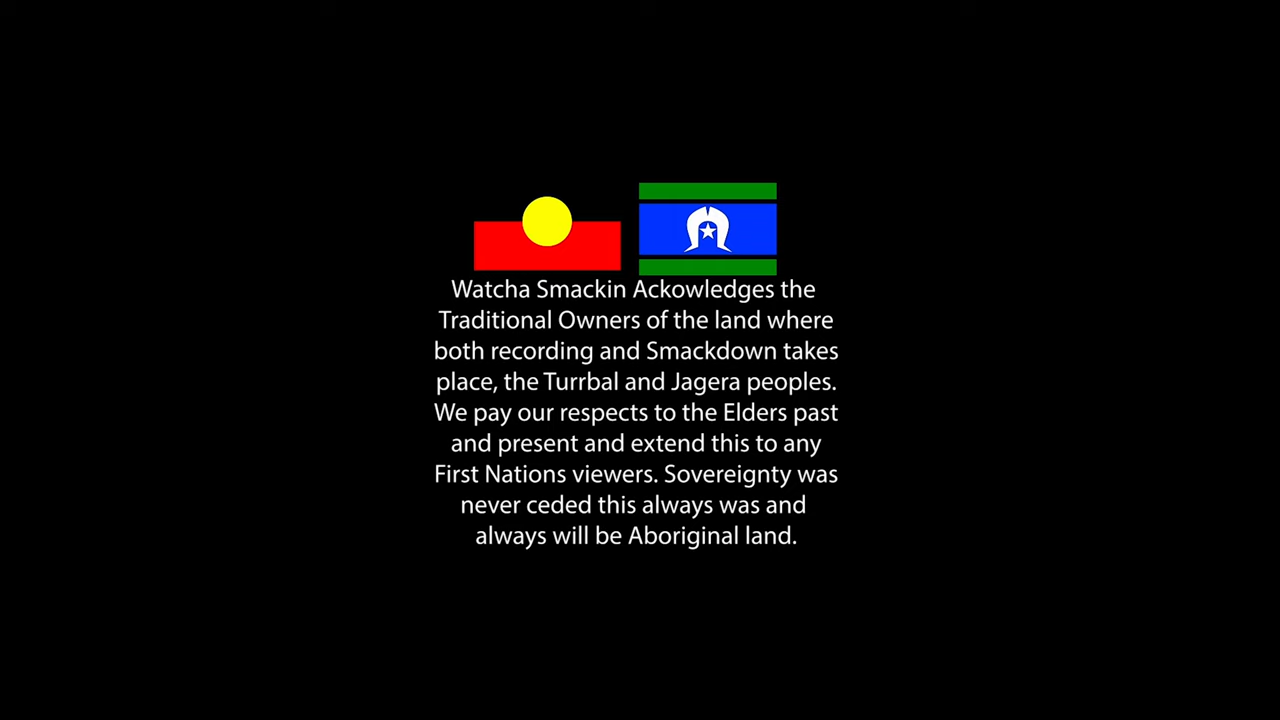 Watcha Smackin Ackowledges the
Traditional Owners of the land where
both recording and Smackdown takes
place, the Turrbal and Jagera peoples.
We pay our respects to the Elders past
and present and extend this to any
First Nations viewers. Sovereignty was
never ceded this always was and
always will be Aboriginal land.